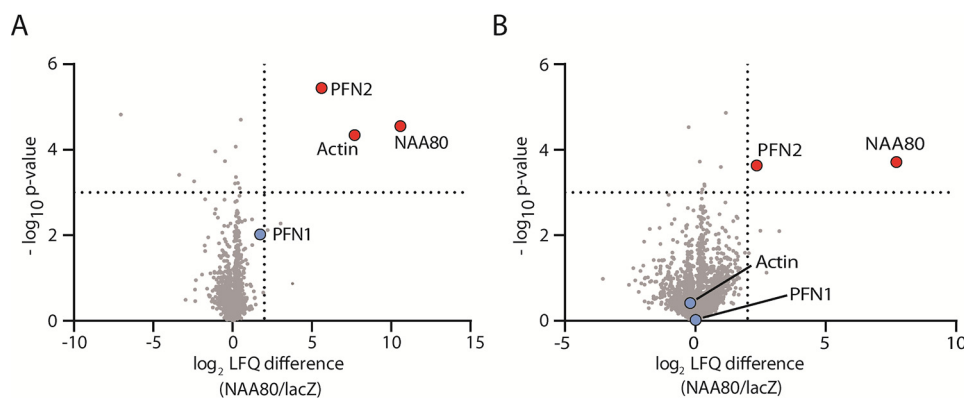 A
6
4
2
0
- log10 p-value
PFN2
Actin
NAA80
PFN1
-10
-5
0
5
10
15
log2 LFQ difference
(NAA80/lacZ)
B
6
4
2
0
- log10 p-value
PFN2
NAA80
Actin
PFN1
-5
0
5
10
log2 LFQ difference
(NAA80/lacZ)